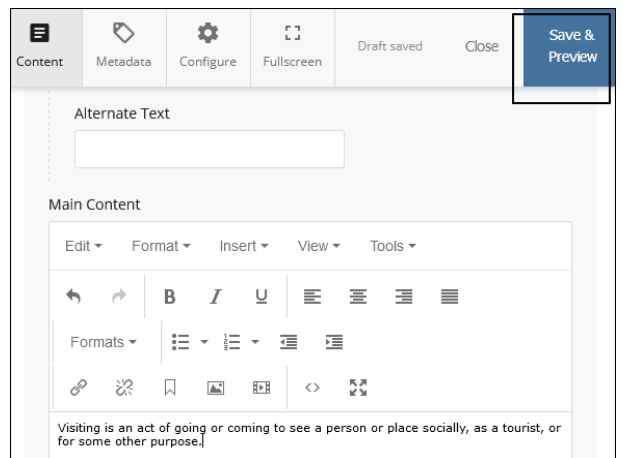 Content
Metadata
Configure
Fullscreen
Draft saved
Close
Save &
Preview
Alternate Text
Main Content
Edit
Format
Insert
View
Tools
B I U
Formats
Visiting is an act of going or coming to see a person or place socially, as a tourist, or
for some other purpose.